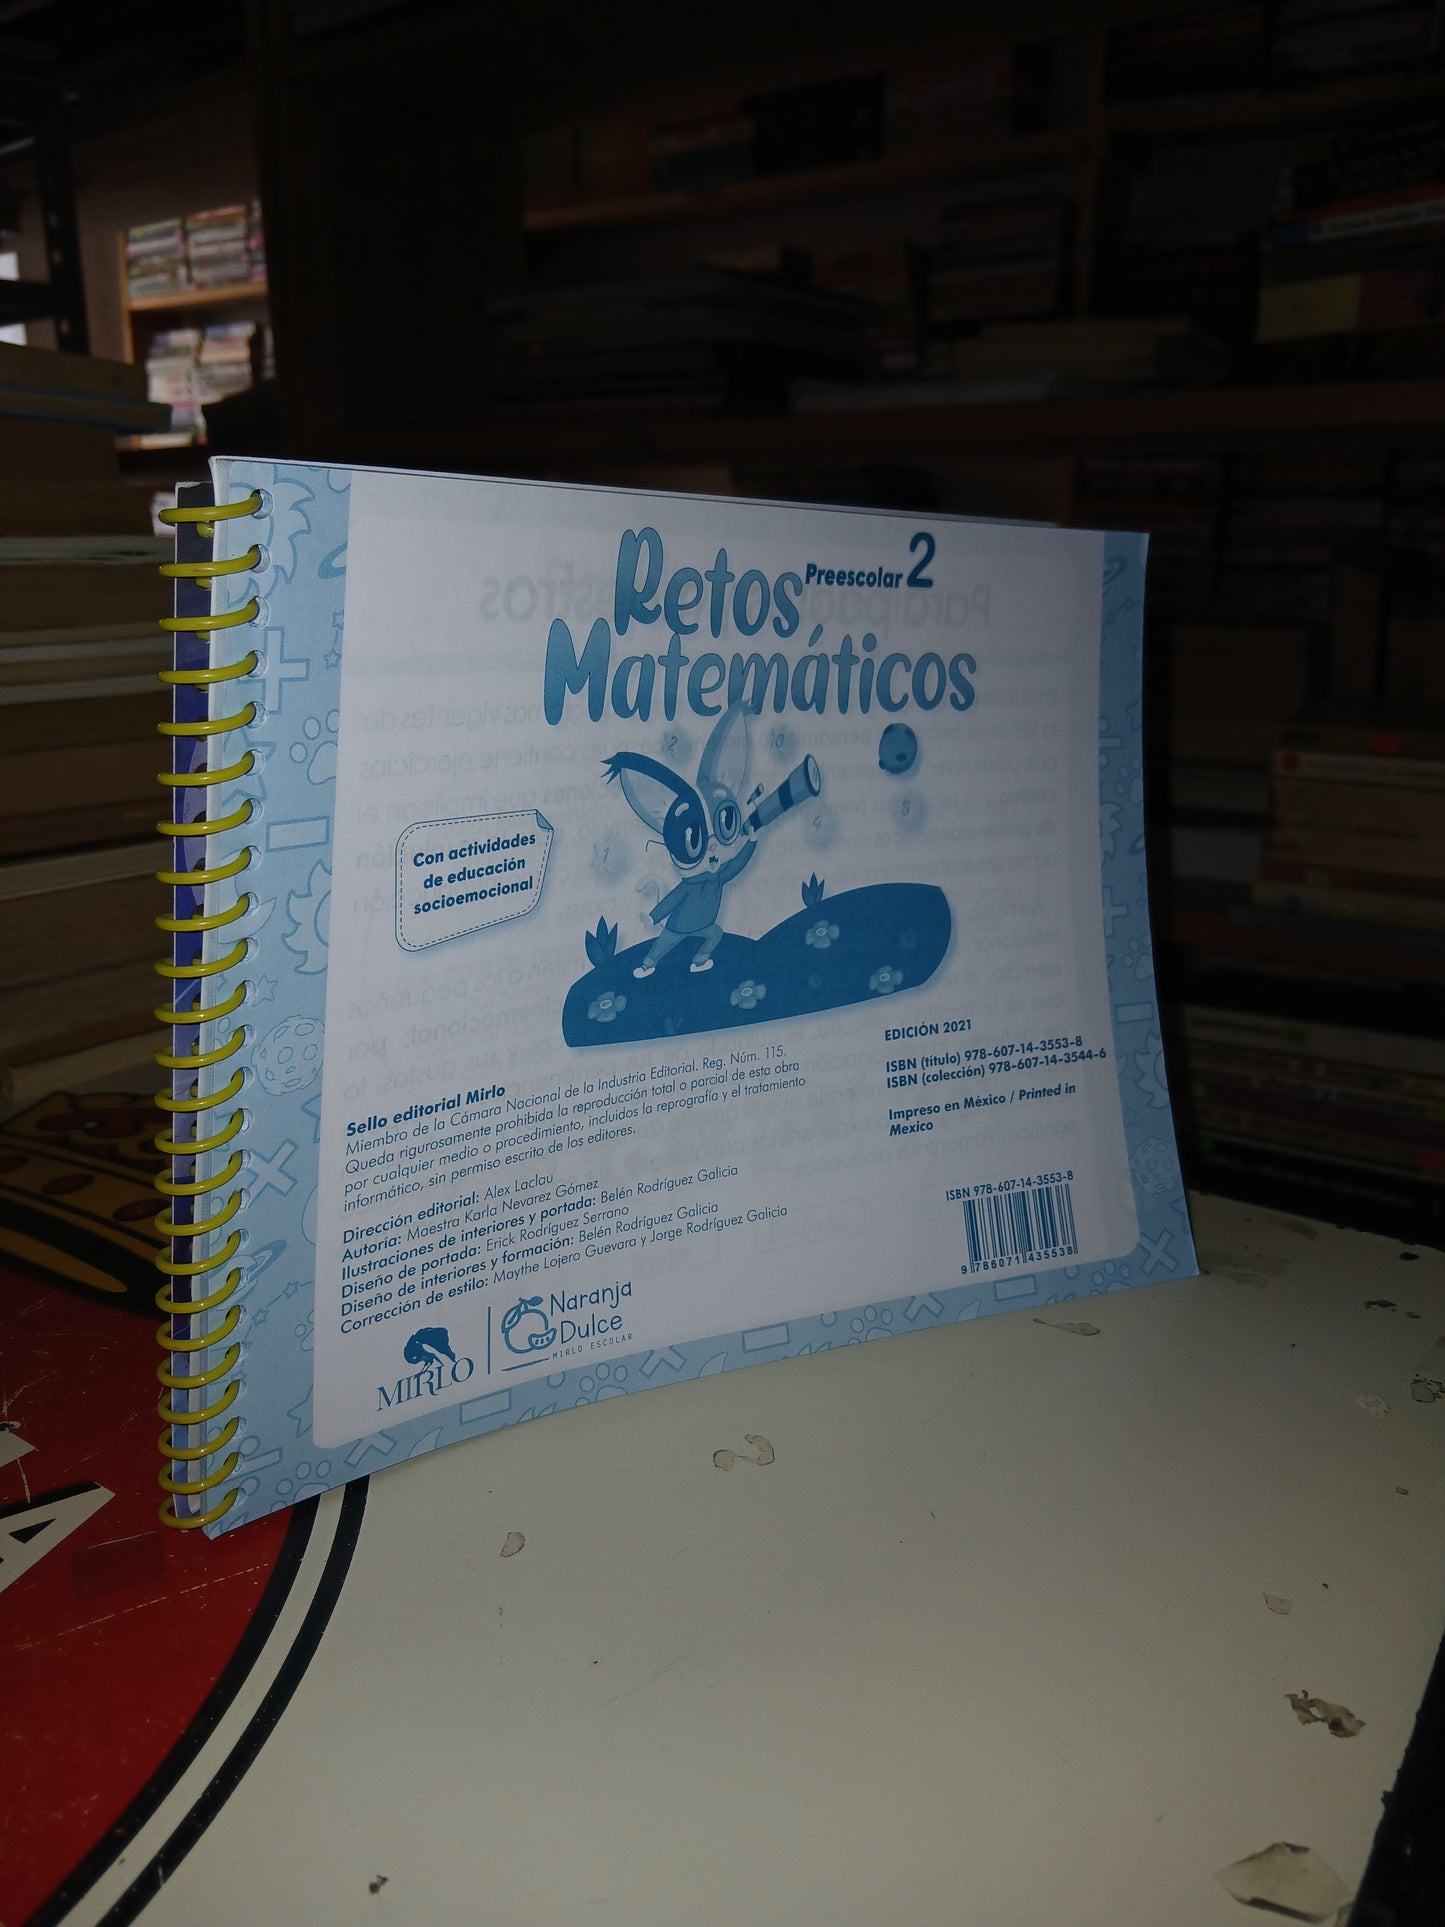 Retos
Preescolar 2
Matemáticos
2
3
4
5
1
Con actividades
de educación
socioemocional
Sello editorial Mirlo
Miembro de la Cámara Nacional de la Industria Editorial. Reg. Núm. 115.
Queda rigurosamente prohibida la reproducción total o parcial de esta obra
por cualquier medio o procedimiento, incluidos la reprografía y el tratamiento
informático, sin permiso escrito de los editores.
Dirección editorial: Alex Laclau
Autoría: Maestra Karla Nevarez Gómez
Ilustraciones de interiores y portada: Belén Rodríguez Galicia
Diseño de portada: Erick Rodríguez Serrano
Diseño de interiores y formación: Belén Rodríguez Galicia
Corrección de estilo: Maythe Lojero Guevara y Jorge Rodríguez Galicia
EDICIÓN 2021
ISBN (título) 978-607-14-3553-8
ISBN (colección) 978-607-14-3544-6
Impreso en México / Printed in
Mexico
ISBN 978-607-14-3553-8
9 786071 435538
MIRLO
Naranja
Dulce
MIRLO ESCOLAR